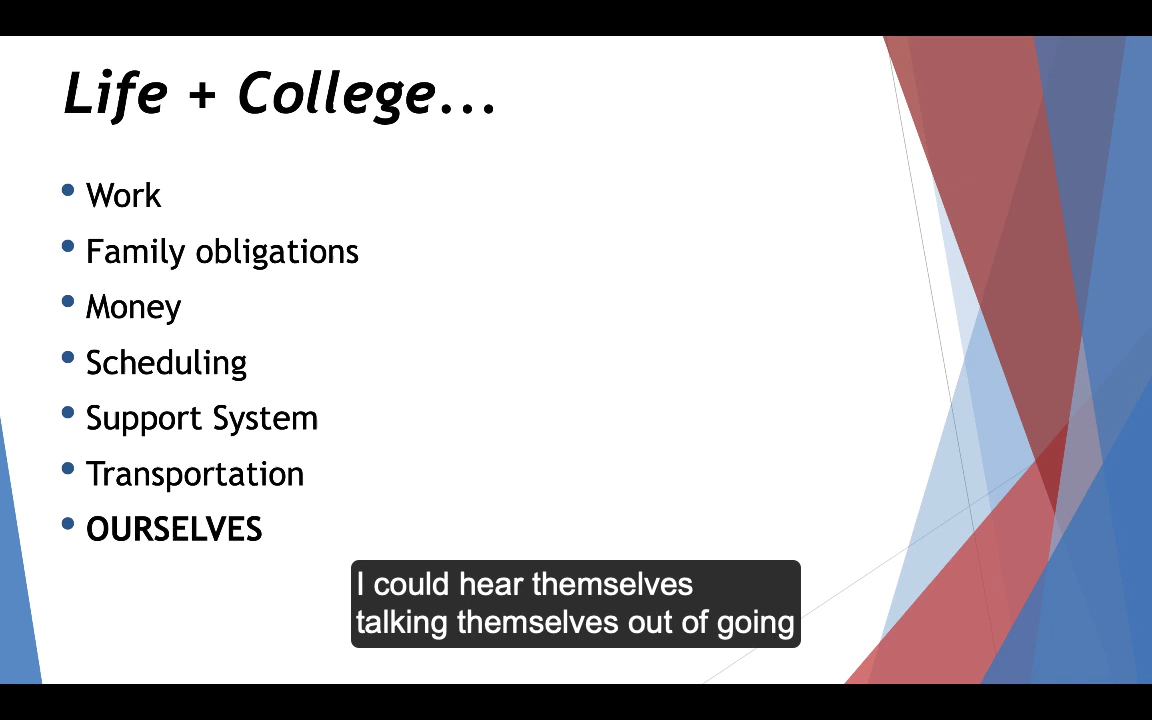 Life + College...
• Work
• Family obligations
• Money
• Scheduling
• Support System
• Transportation
• OURSELVES
I could hear themselves
talking themselves out of going